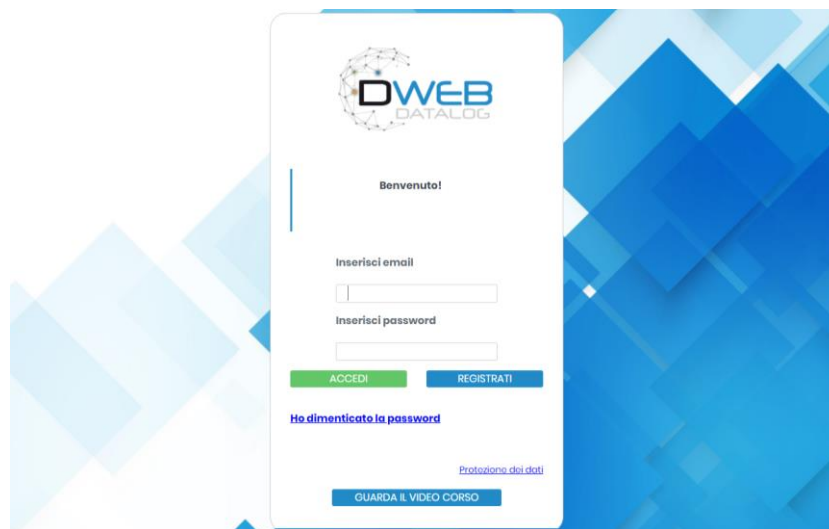 DWEB
DATALOG
Benvenuto!
Inserisci email
Inserisci password
ACCEDI
REGISTRATI
Ho dimenticato la password
Protezione dei dati
GUARDA IL VIDEO CORSO